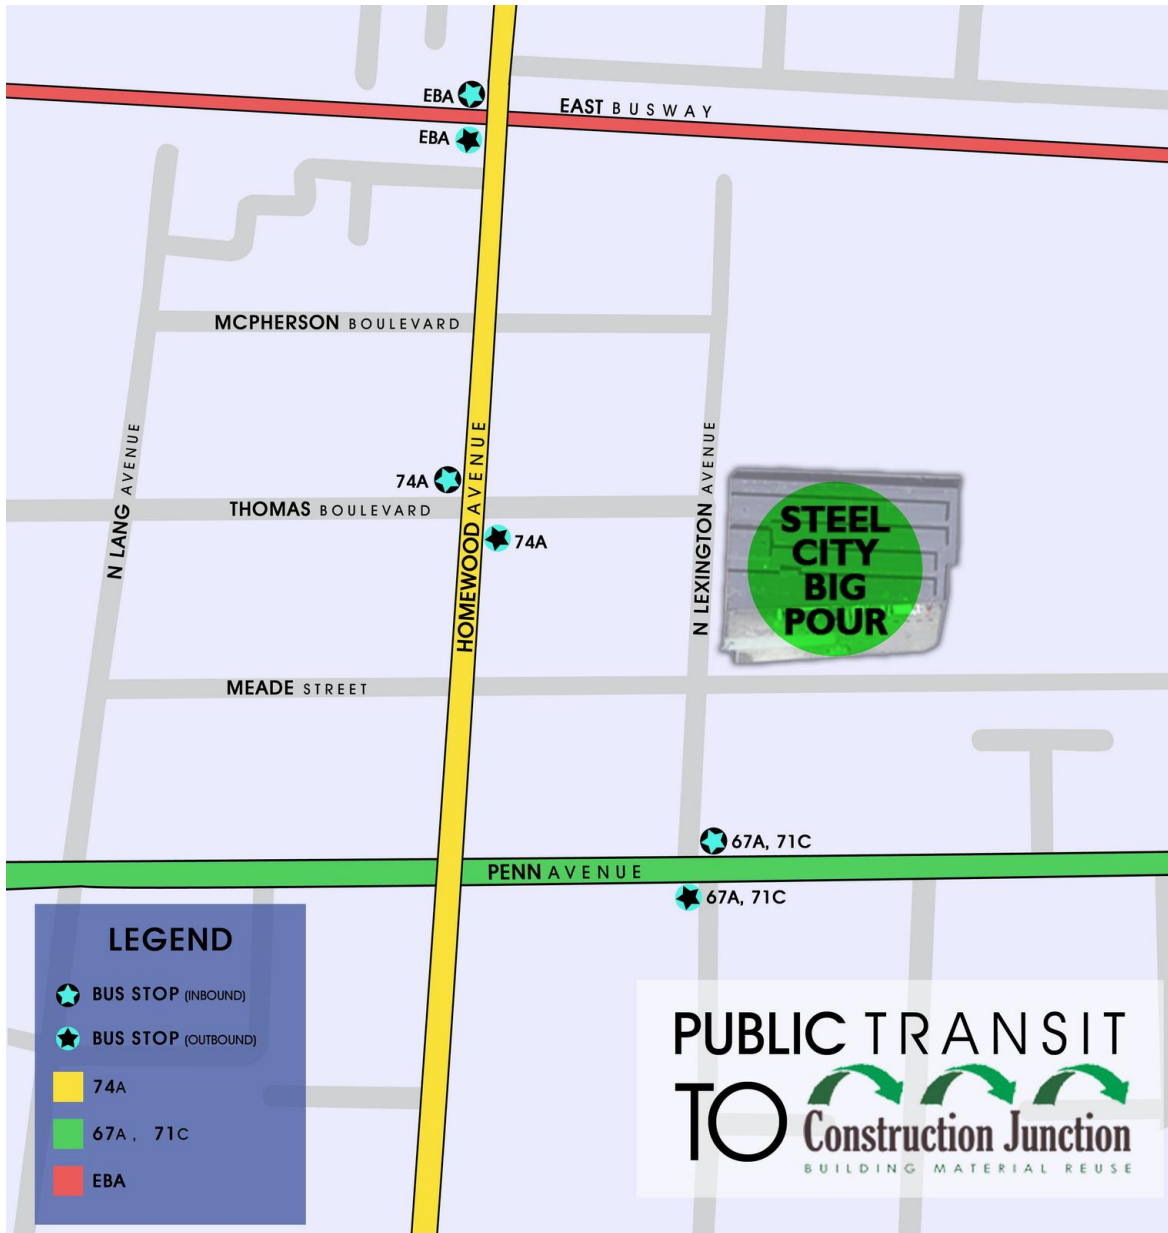 EBA
EAST BUSWAY
EBA
MCPHERSON BOULEVARD
N LANG AVENUE
HOMEWOOD AVENUE
N LEXINGTON AVENUE
74A
THOMAS BOULEVARD
74A
STEEL
CITY
BIG
POUR
MEADE STREET
67A, 71C
PENN AVENUE
67A, 71C
LEGEND
BUS STOP (INBOUND)
BUS STOP (OUTBOUND)
74A
67A, 71C
EBA
PUBLIC TRANSIT
TO Construction Junction
BUILDING MATERIAL REUSE